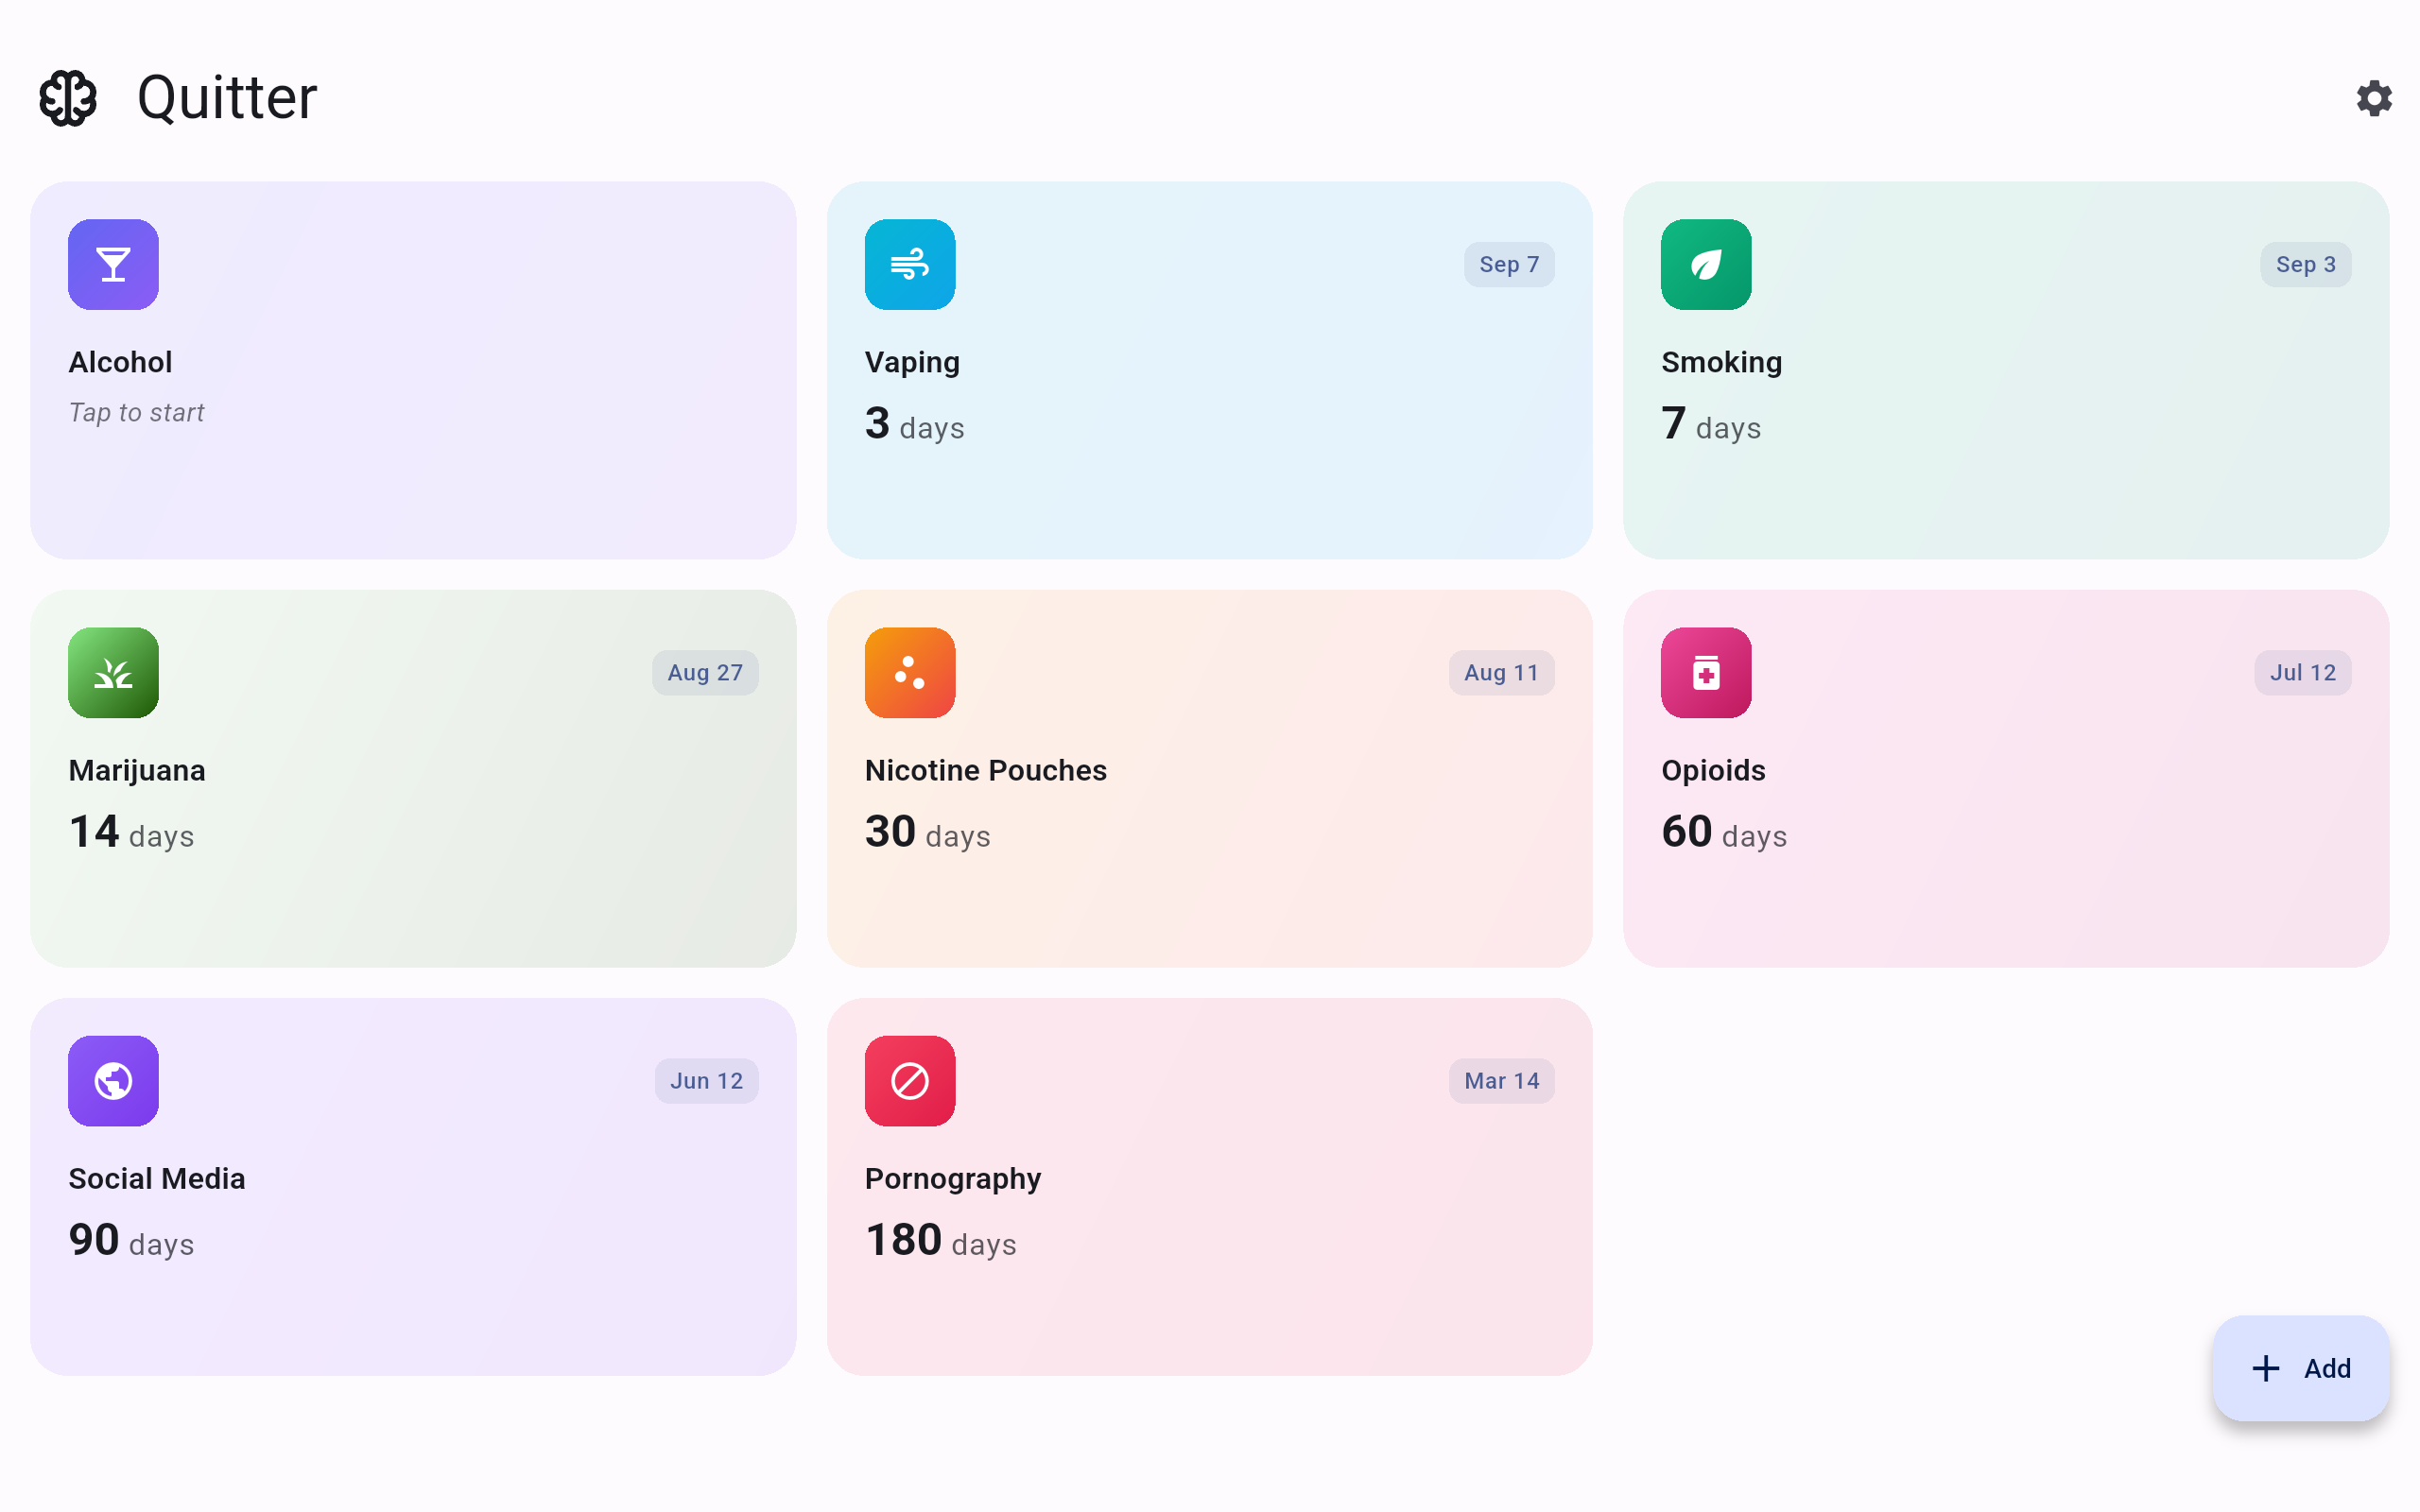 Quitter
Alcohol
Tap to start
Sep 7
Vaping
3 days
Sep 3
Smoking
7 days
Aug 27
Marijuana
14 days
Aug 11
Nicotine Pouches
30 days
Jul 12
Opioids
60 days
Jun 12
Social Media
90 days
Mar 14
Pornography
180 days
Add